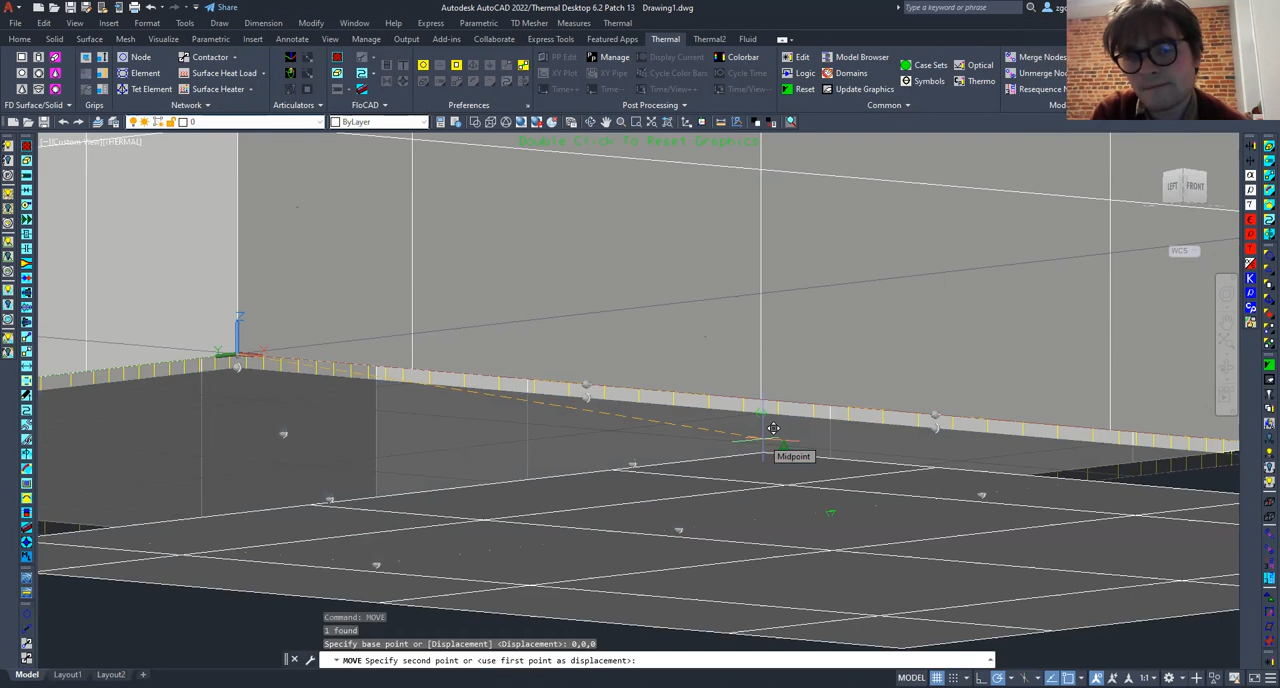 Share
Autodesk AutoCAD 2022/Thermal Desktop 6.2 Patch 13 Drawing1.dwg
Type a keyword or phrase
File Edit View Insert Format Tools Draw Dimension Modify Window Help Express Parametric TD Mesher Measures Thermal
Home Solid Surface Mesh Visualize Parametric Insert Annotate View Manage Output Add-ins Collaborate Express Tools Featured Apps Thermal Thermal2 Fluid
Node Contactor PP Edit Manage Display Current Colorbar Edit Model Browser Case Sets Optical Merge Nodes
Element Surface Heat Load XY Plot XY Pipe Cycle Color Bars Cycle Time Logic Domains Symbols Thermo Unmerge Nodes
Tet Element Surface Heater Time++ Time/View++ Reset Update Graphics Resequence
FD Surface/Solid Grips Network Articulators FloCAD Preferences Post Processing Common
0 ByLayer
[-][Custom View][THERMAL]
Double Click To Reset Graphics
LEFT FRONT
WCS
Z
Y X
Midpoint
Command: MOVE
1 found
Specify base point or [Displacement] <Displacement>: 0,0,0
MOVE Specify second point or <use first point as displacement>:
Model Layout1 Layout2 +
MODEL 1:1